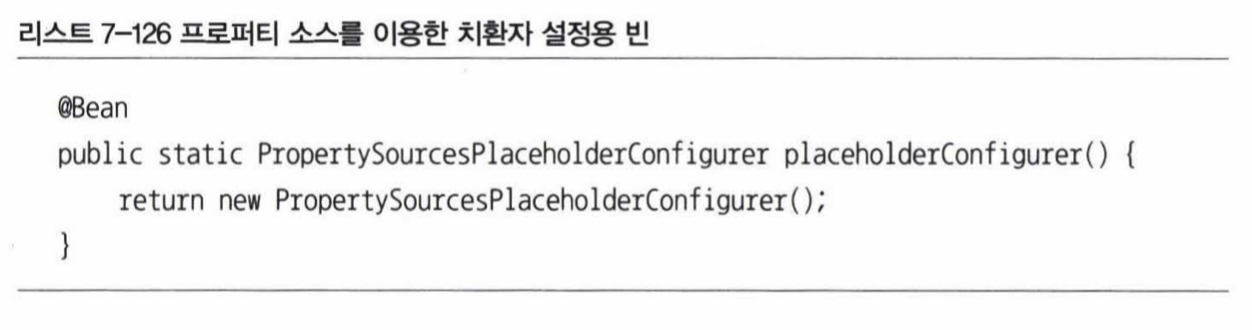 리스트 7-126 프로퍼티 소스를 이용한 치환자 설정용 빈
@Bean
public static PropertySourcesPlaceholderConfigurer placeholderConfigurer() {
    return new PropertySourcesPlaceholderConfigurer();
}